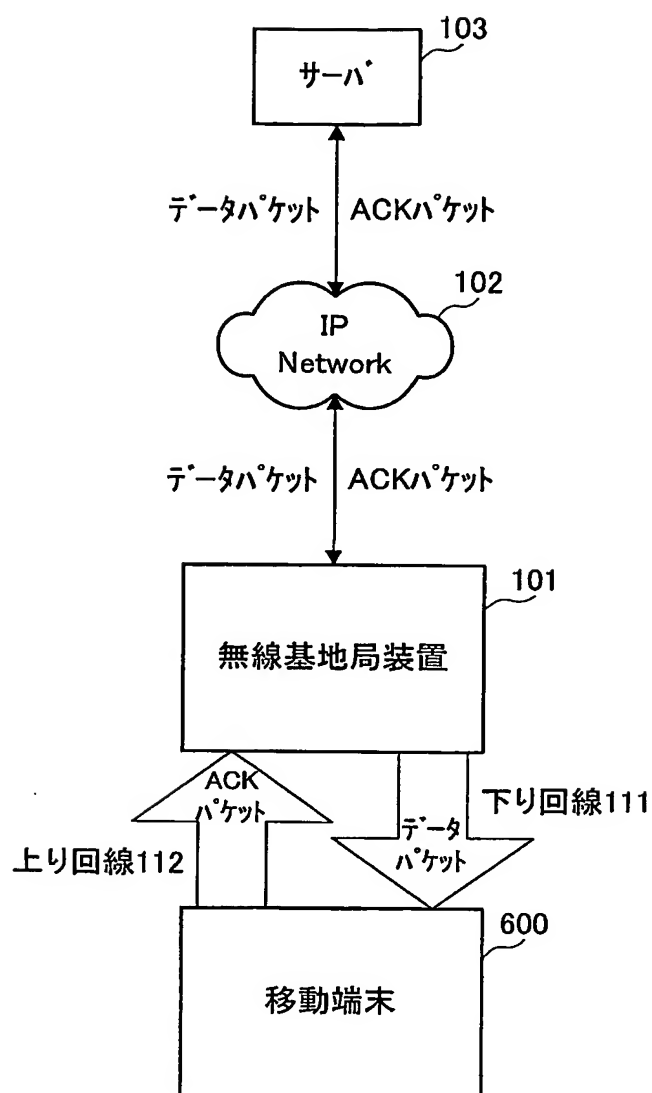 103
サーバ
データパケット ACKパケット
102
IP
Network
データパケット ACKパケット
101
無線基地局装置
ACK
パケット
下り回線111
データ
パケット
上り回線112
600
移動端末